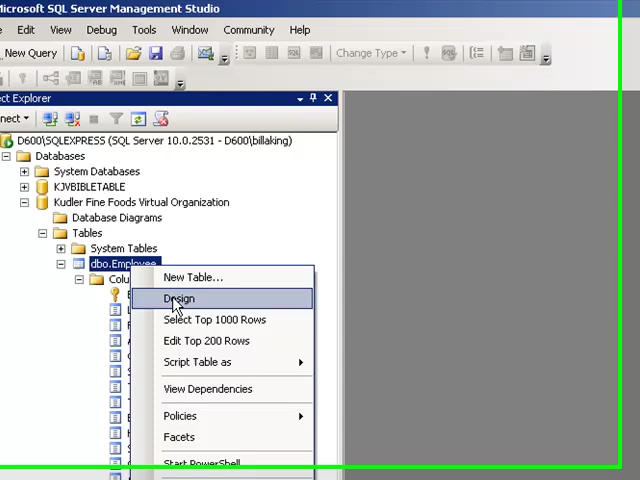 Microsoft SQL Server Management Studio
Edit View Debug Tools Window Community Help
New Query
Change Type
ect Explorer
nnect
D600\SQLEXPRESS (SQL Server 10.0.2531 - D600\billaking)
Databases
System Databases
KJVBIBLETABLE
Kudler Fine Foods Virtual Organization
Database Diagrams
Tables
System Tables
dbo.Employee
Colu
New Table...
Design
Select Top 1000 Rows
Edit Top 200 Rows
Script Table as
View Dependencies
Policies
Facets
Start PowerShell